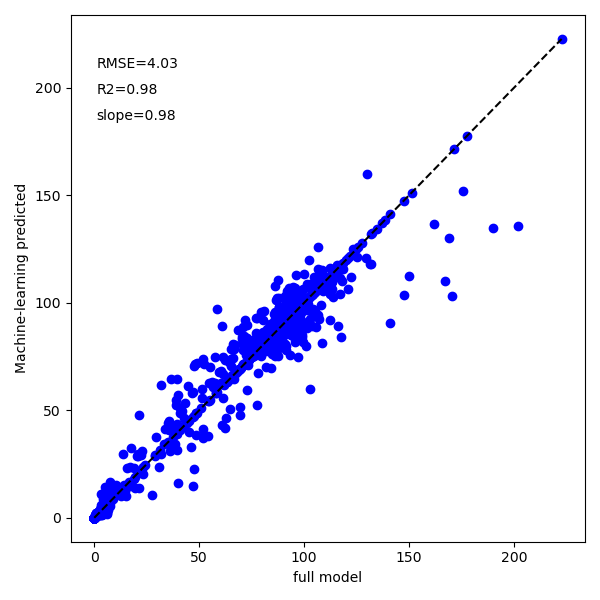 RMSE=4.03
R2=0.98
slope=0.98
200
150
100
50
0
Machine-learning predicted
0 50 100 150 200
full model